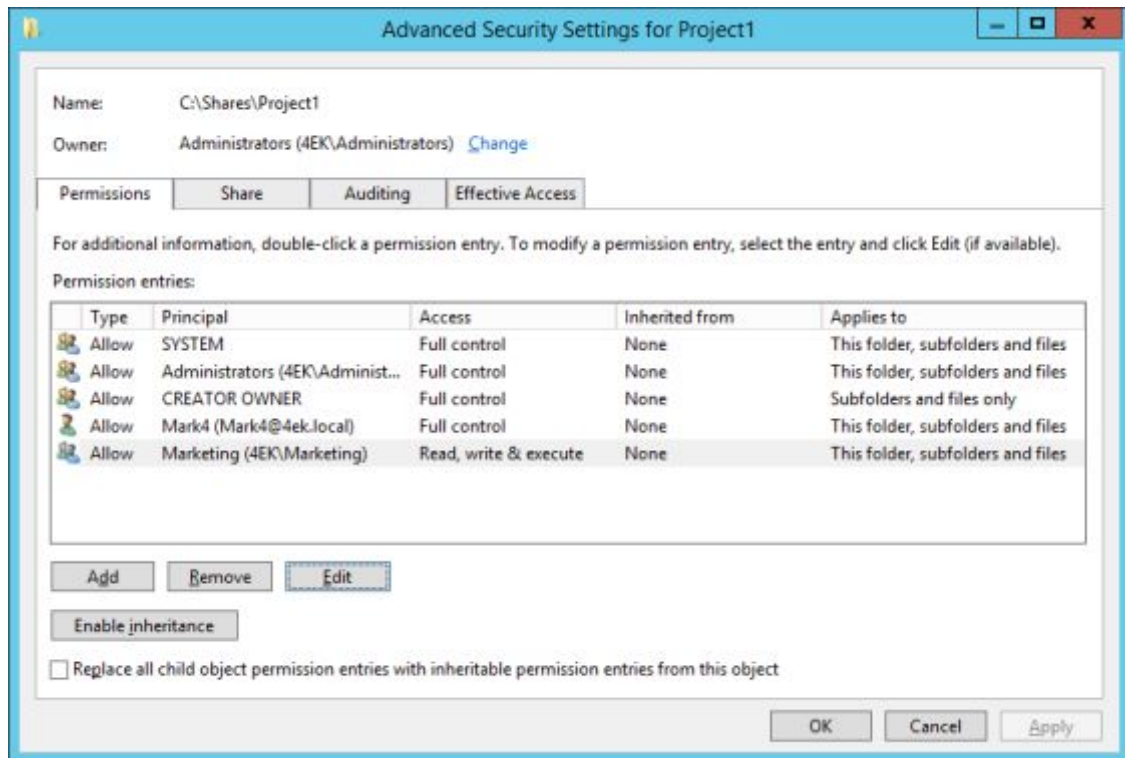 Advanced Security Settings for Project1
Name: C:\Shares\Project1
Owner: Administrators (4EK\Administrators) Change
Permissions Share Auditing Effective Access
For additional information, double-click a permission entry. To modify a permission entry, select the entry and click Edit (if available).
Permission entries:
Type Principal Access Inherited from Applies to
Allow SYSTEM Full control None This folder, subfolders and files
Allow Administrators (4EK\Administ... Full control None This folder, subfolders and files
Allow CREATOR OWNER Full control None Subfolders and files only
Allow Mark4 (Mark4@4ek.local) Full control None This folder, subfolders and files
Allow Marketing (4EK\Marketing) Read, write & execute None This folder, subfolders and files
Add Remove Edit
Enable inheritance
Replace all child object permission entries with inheritable permission entries from this object
OK Cancel Apply